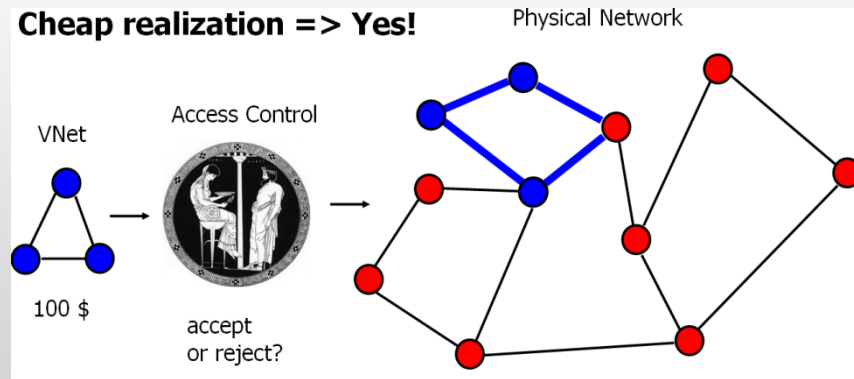 Cheap realization => Yes!
Physical Network
Access Control
VNet
100 $
accept
or reject?